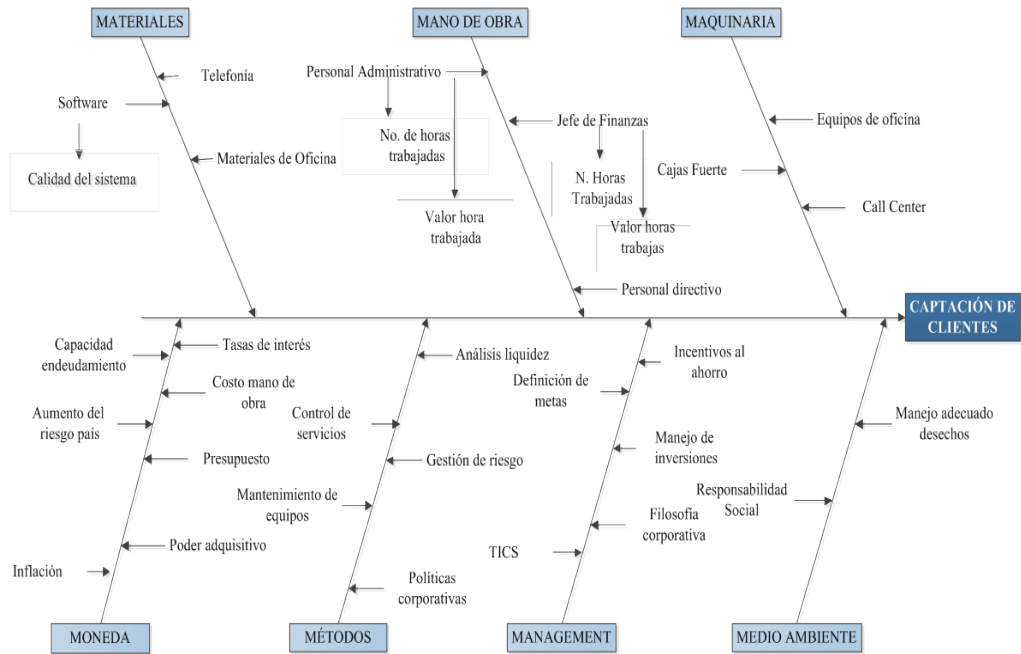 MATERIALES
MANO DE OBRA
MAQUINARIA
Telefonía
Software
Calidad del sistema
Materiales de Oficina
Personal Administrativo
No. de horas
trabajadas
Valor hora
trabajada
Jefe de Finanzas
N. Horas
Trabajadas
Valor horas
trabajas
Personal directivo
Equipos de oficina
Cajas Fuerte
Call Center
CAPTACIÓN DE
CLIENTES
Tasas de interés
Capacidad
endeudamiento
Costo mano de
obra
Aumento del
riesgo país
Presupuesto
Poder adquisitivo
Inflación
Análisis liquidez
Control de
servicios
Gestión de riesgo
Mantenimiento de
equipos
Políticas
corporativas
Incentivos al
ahorro
Definición de
metas
Manejo de
inversiones
Filosofía
corporativa
TICS
Manejo adecuado
desechos
Responsabilidad
Social
MONEDA
MÉTODOS
MANAGEMENT
MEDIO AMBIENTE